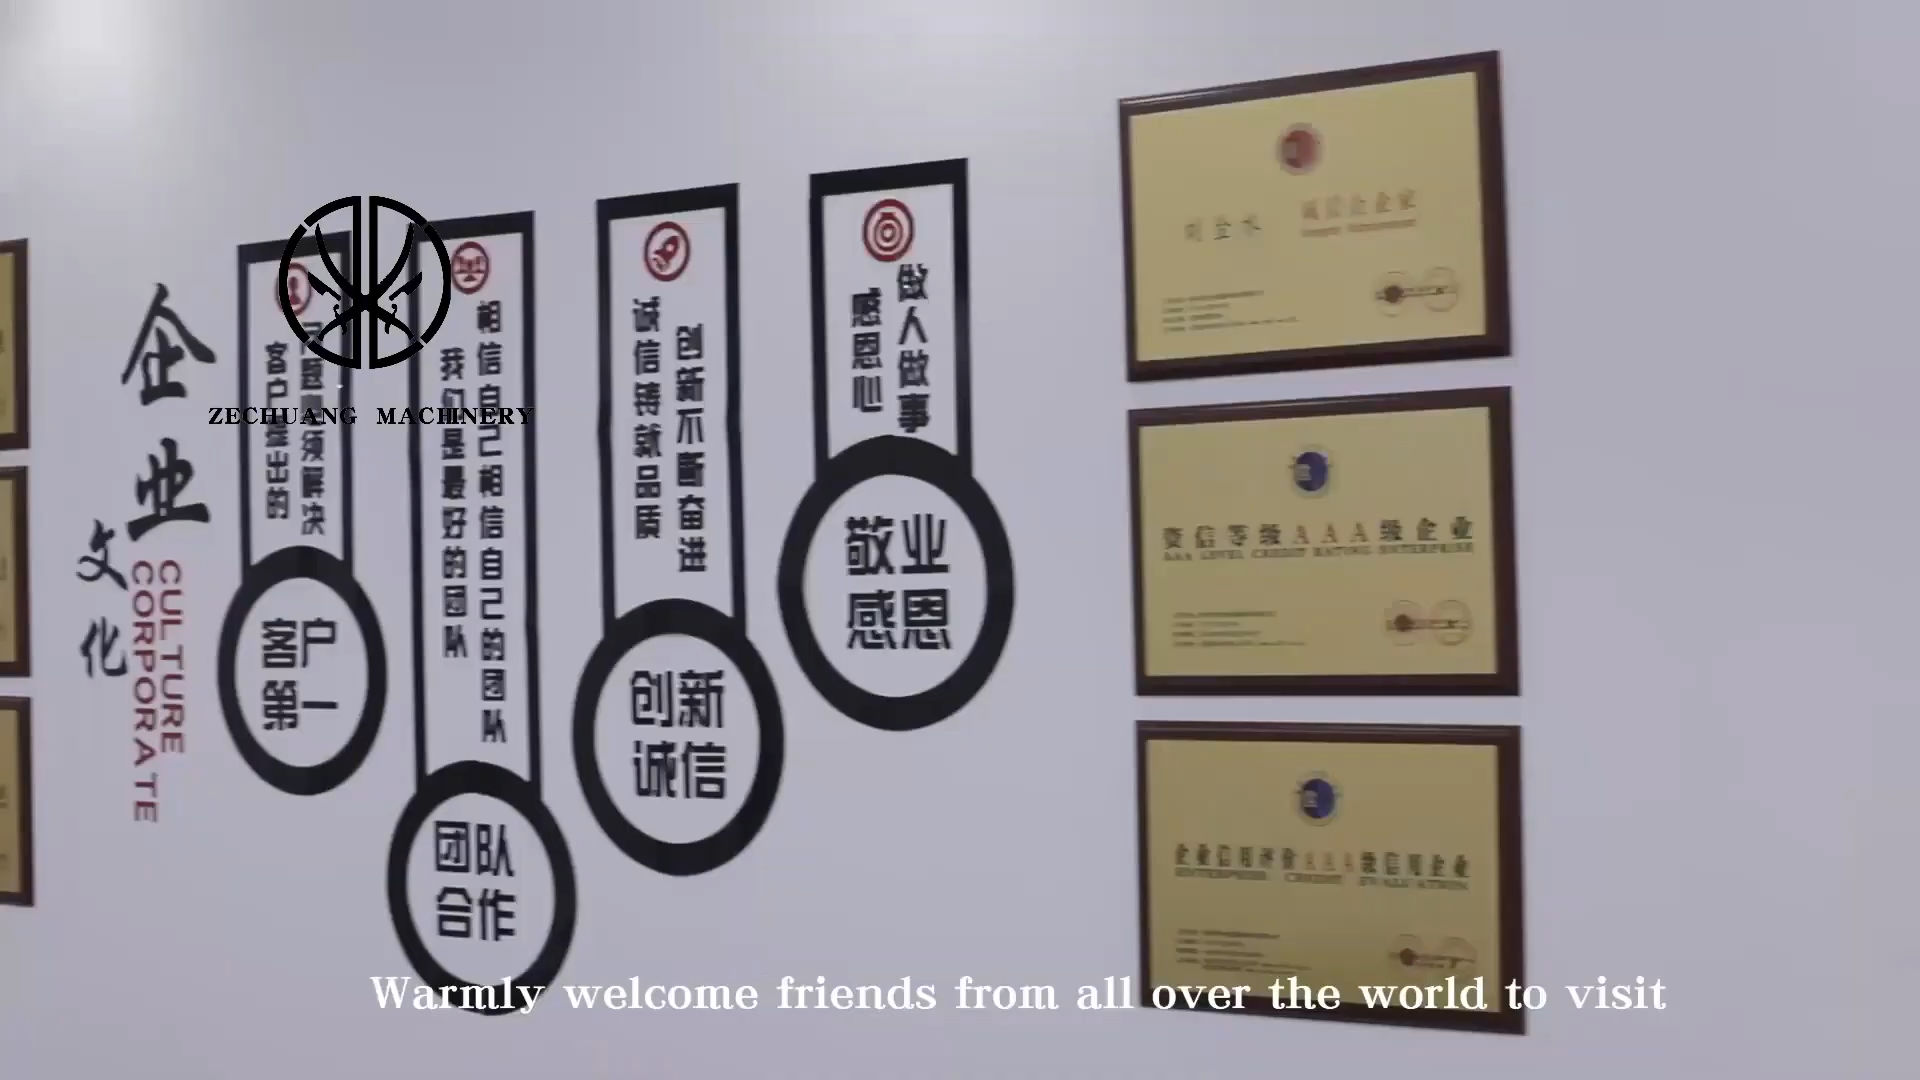 企业
文化
CORPORATE
CULTURE
客户提出的
问题必须解决
客户
第一
ZECHUANG MACHINERY
相信自己相信自己的团队
我们是最好的团队
团队
合作
诚信铸就品质
创新不断奋进
创新
诚信
做人做事
感恩心
敬业
感恩
诚信企业家
资信等级AAA级企业
AAA LEVEL CREDIT RATING ENTERPRISE
企业信用评价AAA级信用企业
ENTERPRISE CREDIT EVALUATION
Warmly welcome friends from all over the world to visit